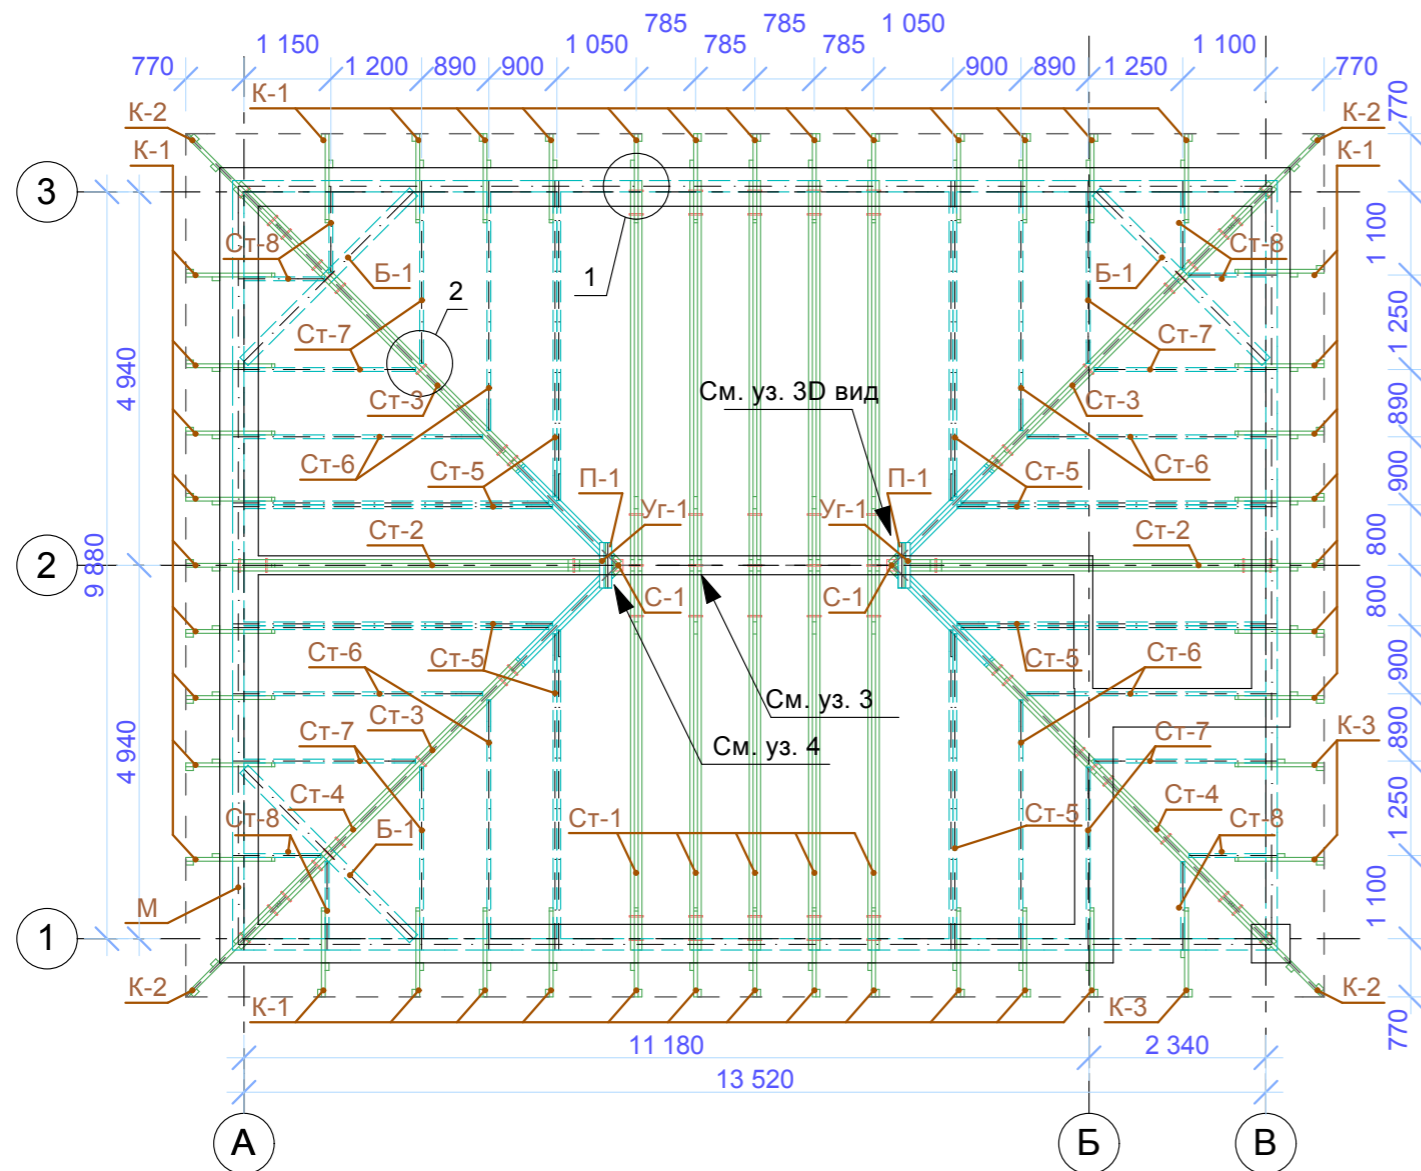 785 785 1 050
1 150 1 050 785 785 785 1 100
770 1 200 890 900 900 890 1 250 770
К-1
К-2 К-2
770
К-1 К-1
3
1 100
Ст-8 Ст-8
Б-1 1 Б-1
2
1 250
Ст-7 Ст-7
4 940
См. уз. 3D вид
Ст-3 Ст-3
890
Ст-6 Ст-5 Ст-5 Ст-6
П-1 П-1
900
Уг-1 Уг-1
Ст-2 Ст-2
800
2
9 880
С-1 С-1
800
Ст-6 Ст-5 Ст-5 Ст-6
900
См. уз. 3
Ст-3
Ст-7 См. уз. 4 Ст-7 К-3
4 940
890
Ст-4 Ст-4
Ст-8 Б-1 Ст-1 Ст-5 Ст-8
1 250
М
1 100
1
К-2 К-1 К-3 К-2
770
11 180 2 340
13 520
А Б В